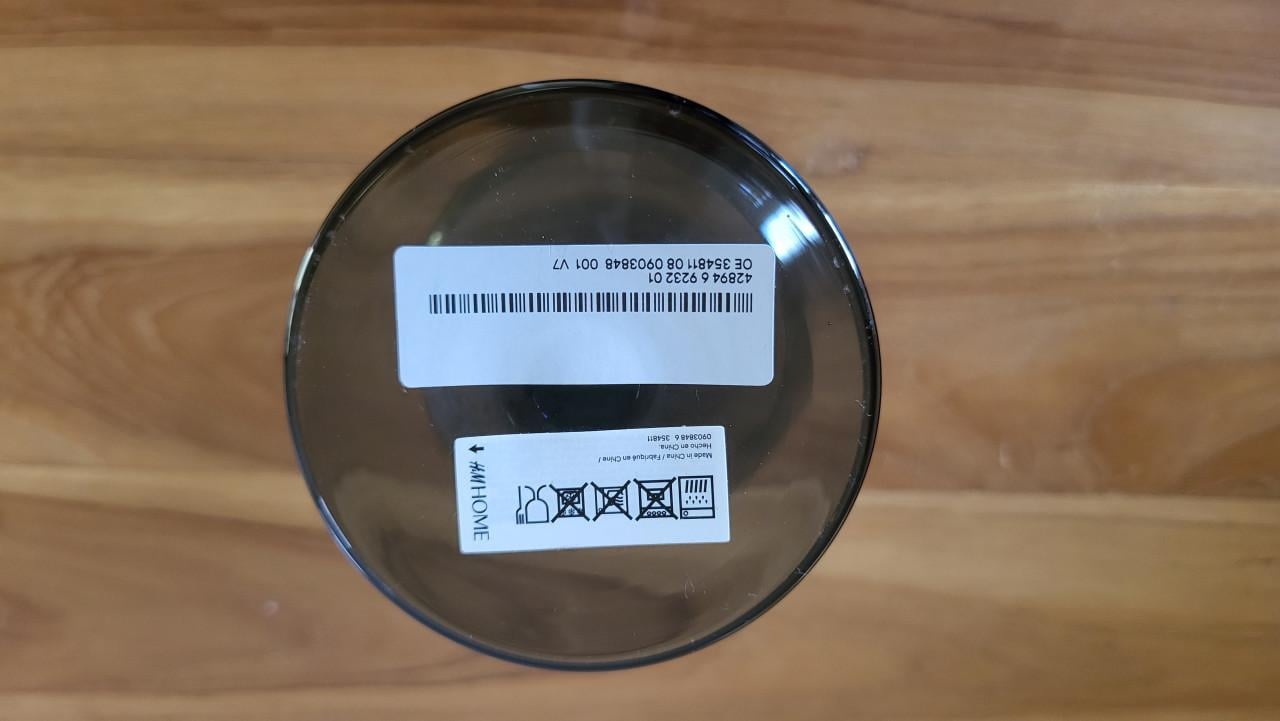 42894 6 9232 01
OE 354811 08 0903848 001 V7
0903848 6 354811
Hecho en China.
Made in China / Fabriqué en Chine /
H&M HOME